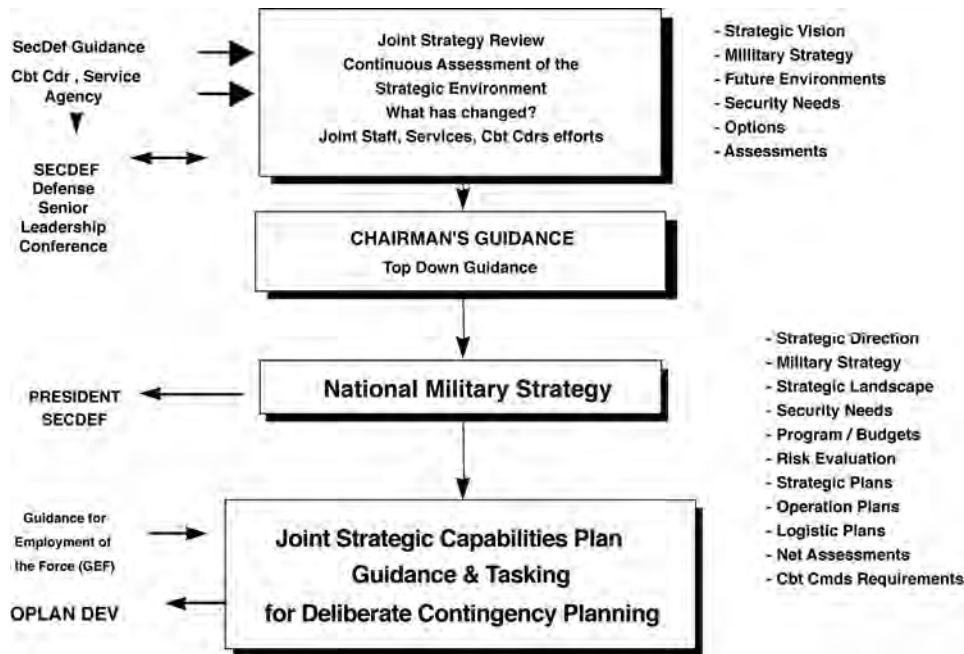 SecDef Guidance
Cbt Cdr , Service
Agency
SECDEF
Defense
Senior
Leadership
Conference
Joint Strategy Review
Continuous Assessment of the
Strategic Environment
What has changed?
Joint Staff, Services, Cbt Cdrs efforts
- Strategic Vision
- Millitary Strategy
- Future Environments
- Security Needs
- Options
- Assessments
CHAIRMAN'S GUIDANCE
Top Down Guidance
National Military Strategy
PRESIDENT
SECDEF
- Strategic Direction
- Military Strategy
- Strategic Landscape
- Security Needs
- Program / Budgets
- Risk Evaluation
- Strategic Plans
- Operation Plans
- Logistic Plans
- Net Assessments
- Cbt Cmds Requirements
Guidance for
Employment of
the Force (GEF)
OPLAN DEV
Joint Strategic Capabilities Plan
Guidance & Tasking
for Deliberate Contingency Planning